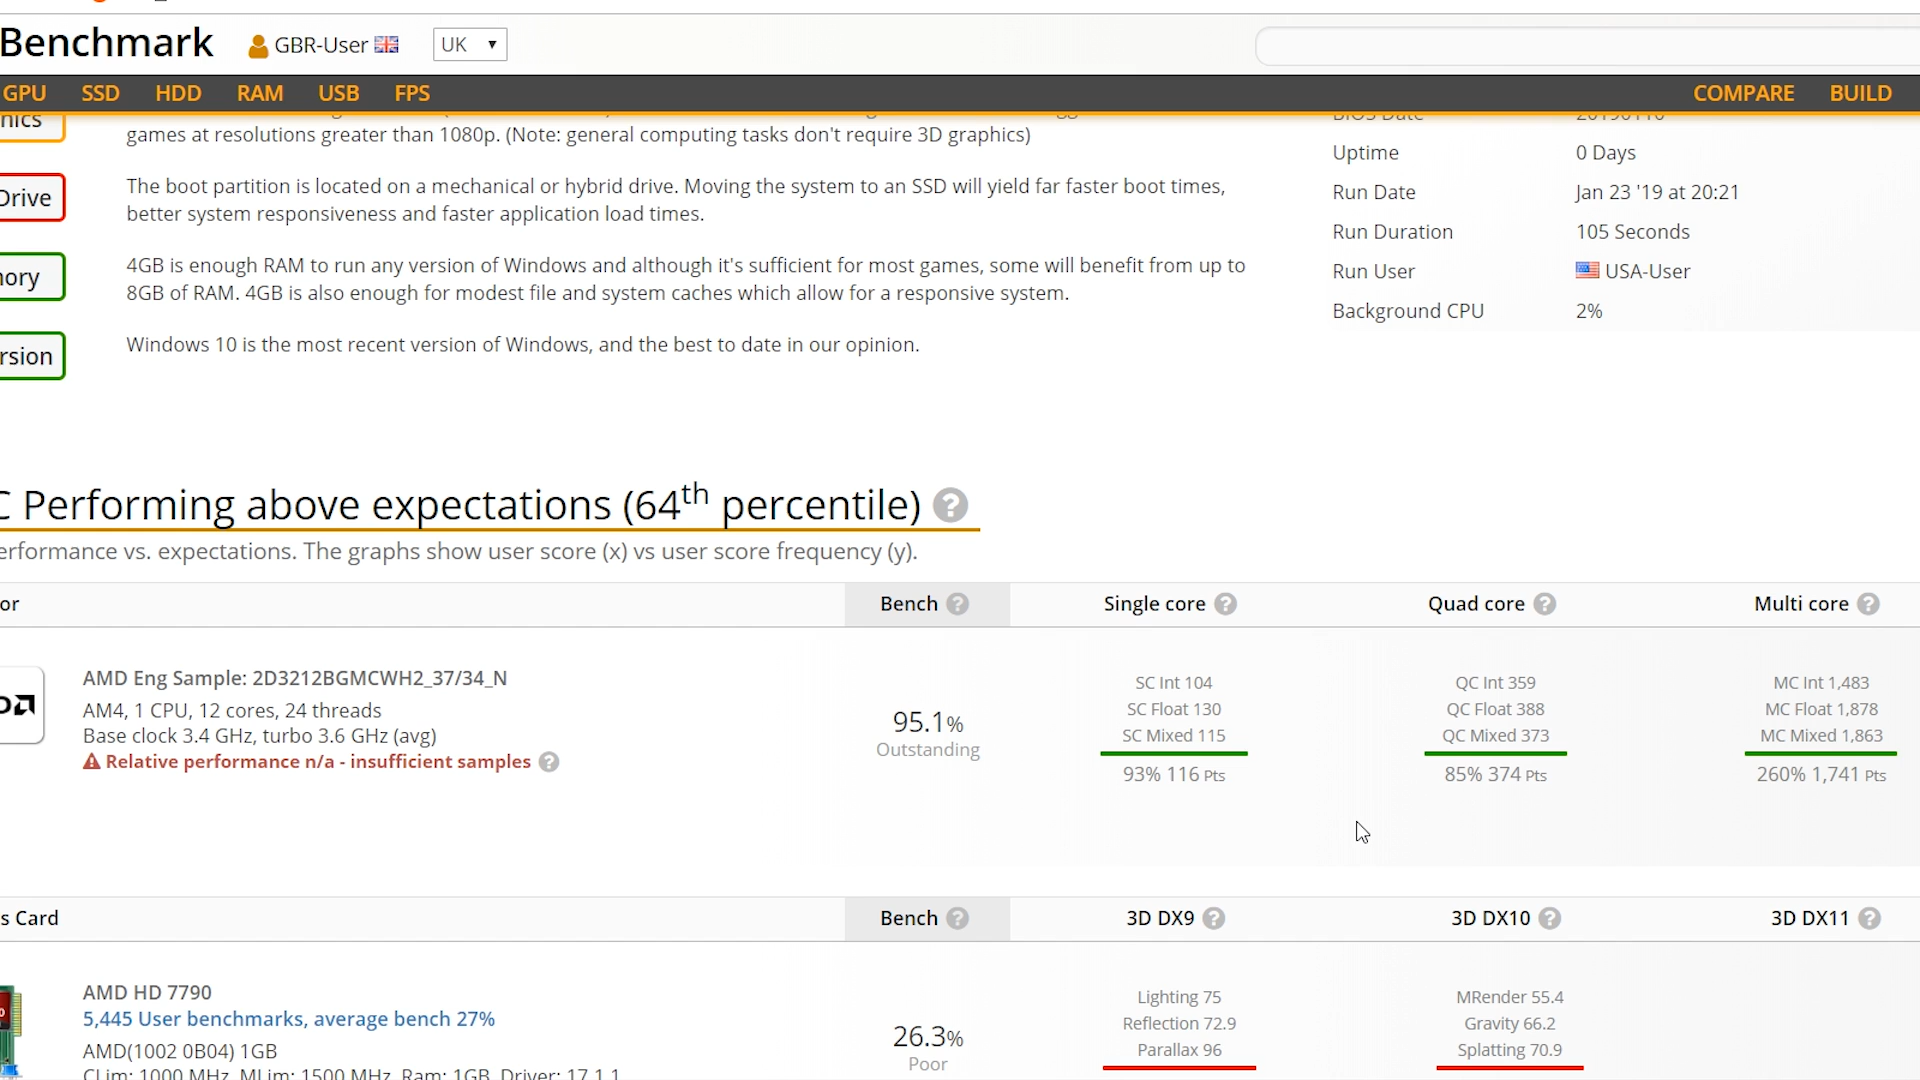 Benchmark GBR-User UK
GPU SSD HDD RAM USB FPS COMPARE BUILD
games at resolutions greater than 1080p. (Note: general computing tasks don't require 3D graphics)
Drive
The boot partition is located on a mechanical or hybrid drive. Moving the system to an SSD will yield far faster boot times,
better system responsiveness and faster application load times.
ory
4GB is enough RAM to run any version of Windows and although it's sufficient for most games, some will benefit from up to
8GB of RAM. 4GB is also enough for modest file and system caches which allow for a responsive system.
rsion
Windows 10 is the most recent version of Windows, and the best to date in our opinion.
Uptime 0 Days
Run Date Jan 23 '19 at 20:21
Run Duration 105 Seconds
Run User USA-User
Background CPU 2%
C Performing above expectations (64th percentile) ?
erformance vs. expectations. The graphs show user score (x) vs user score frequency (y).
or Bench ? Single core ? Quad core ? Multi core ?
AMD Eng Sample: 2D3212BGMCWH2_37/34_N
AM4, 1 CPU, 12 cores, 24 threads
Base clock 3.4 GHz, turbo 3.6 GHz (avg)
Relative performance n/a - insufficient samples ?
95.1%
Outstanding
SC Int 104
SC Float 130
SC Mixed 115
93% 116 Pts
QC Int 359
QC Float 388
QC Mixed 373
85% 374 Pts
MC Int 1,483
MC Float 1,878
MC Mixed 1,863
260% 1,741 Pts
s Card Bench ? 3D DX9 ? 3D DX10 ? 3D DX11 ?
AMD HD 7790
5,445 User benchmarks, average bench 27%
AMD(1002 0B04) 1GB
CLim: 1000 MHz, MLim: 1500 MHz, Ram: 1GB, Driver: 17.1.1
26.3%
Poor
Lighting 75
Reflection 72.9
Parallax 96
MRender 55.4
Gravity 66.2
Splatting 70.9